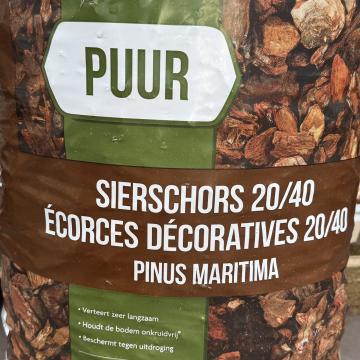 PUUR
SIERSCHORS 20/40
ÉCORCES DÉCORATIVES 20/40
PINUS MARITIMA
• Verteert zeer langzaam
• Houdt de bodem onkruidvrij*
• Beschermt tegen uitdroging